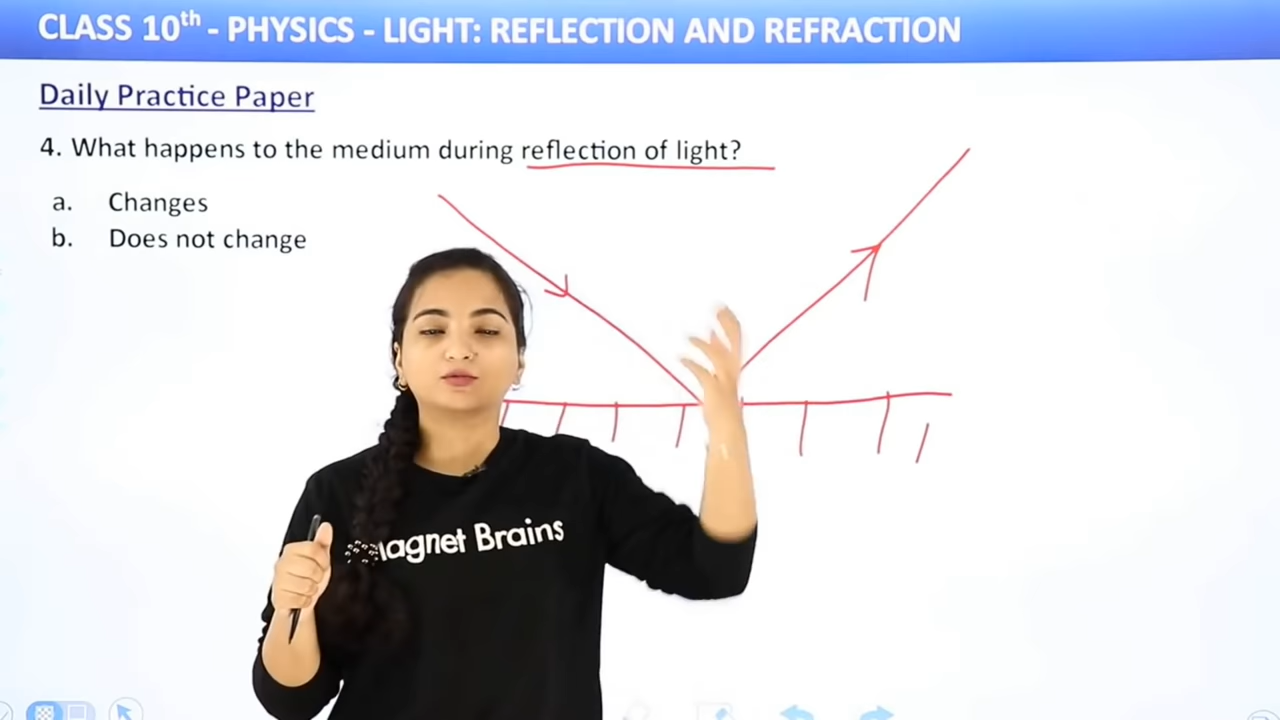 CLASS 10th - PHYSICS - LIGHT: REFLECTION AND REFRACTION
Daily Practice Paper
4. What happens to the medium during reflection of light?
a. Changes
b. Does not change
agnet Brains